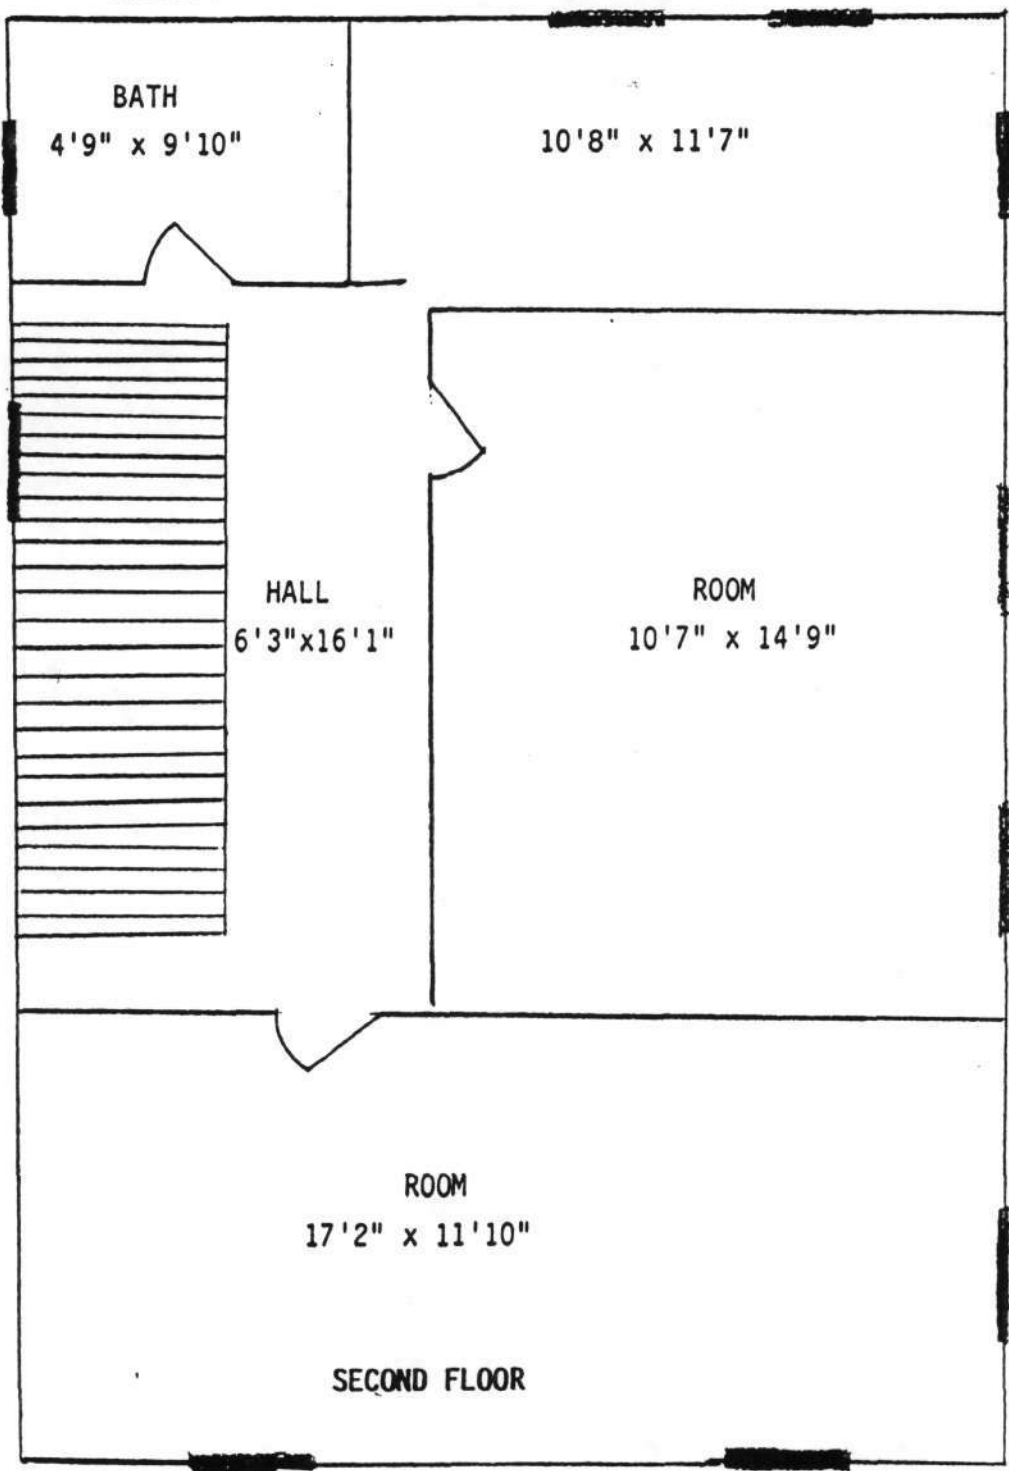 BATH
4'9" x 9'10"
10'8" x 11'7"
HALL
6'3"x16'1"
ROOM
10'7" x 14'9"
ROOM
17'2" x 11'10"
SECOND FLOOR